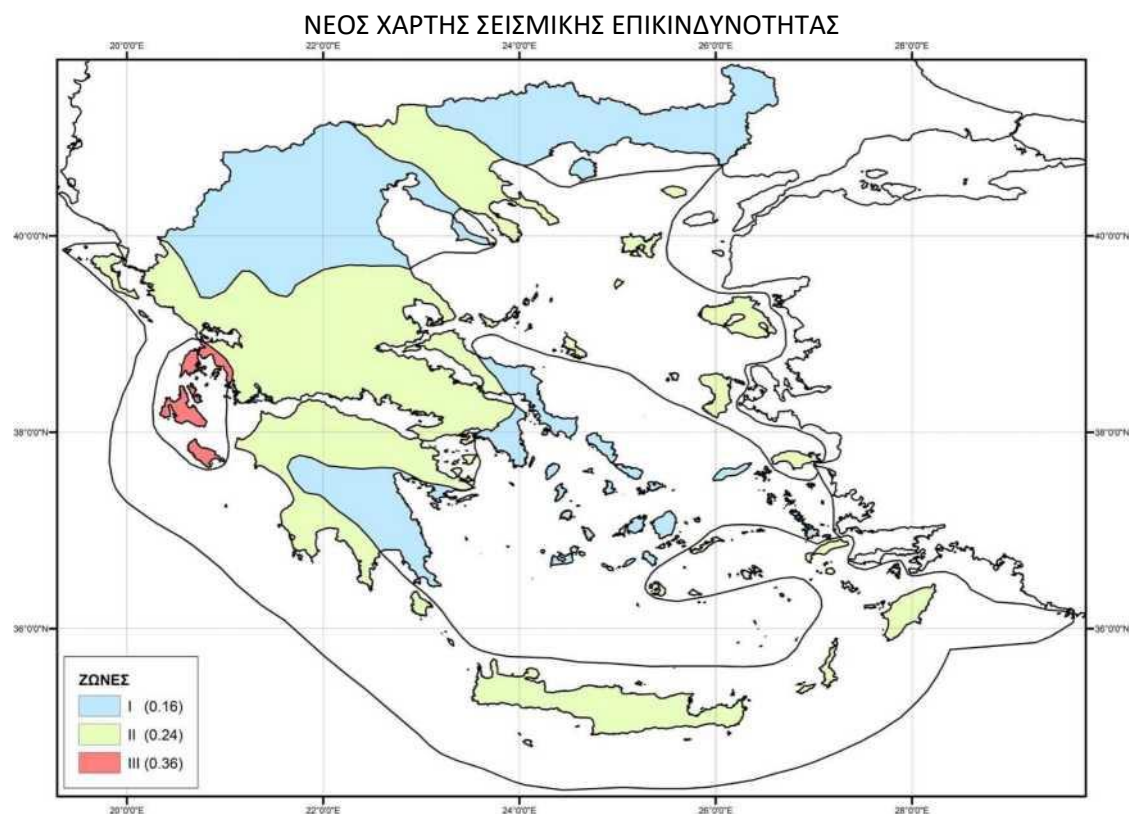 ΝΕΟΣ ΧΑΡΤΗΣ ΣΕΙΣΜΙΚΗΣ ΕΠΙΚΙΝΔΥΝΟΤΗΤΑΣ
20°0'0"E 22°0'0"E 24°0'0"E 26°0'0"E 28°0'0"E
40°0'0"N 40°0'0"N
38°0'0"N 38°0'0"N
36°0'0"N 36°0'0"N
ΖΩΝΕΣ
I (0.16)
II (0.24)
III (0.36)
20°0'0"E 22°0'0"E 24°0'0"E 26°0'0"E 28°0'0"E